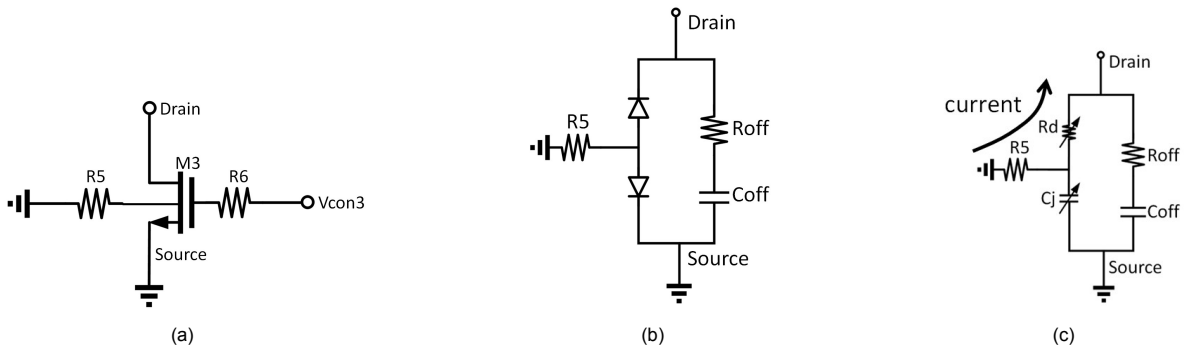 Drain
M3
R5
R6
Vcon3
Source
(a)
Drain
R5
Roff
Coff
Source
(b)
Drain
current
Rd
R5
Roff
Cj
Coff
Source
(c)